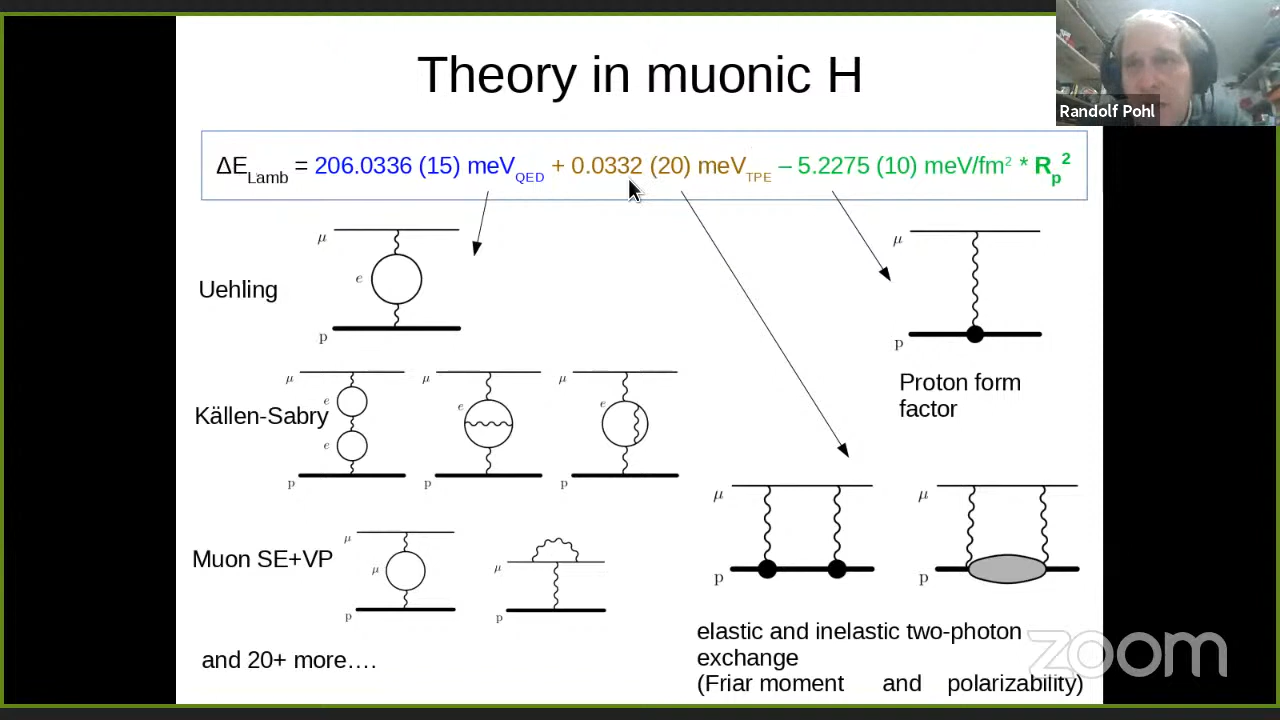 Theory in muonic H
Randolf Pohl
ΔE_Lamb = 206.0336 (15) meV_QED + 0.0332 (20) meV_TPE – 5.2275 (10) meV/fm² * R_p²
μ
e
Uehling
p
μ
p
Proton form
factor
μ
e
e
Källen-Sabry
p
μ
e
p
μ
e
p
μ
μ
Muon SE+VP
p
μ
p
μ
p
μ
p
and 20+ more….
elastic and inelastic two-photon
exchange
(Friar moment and polarizability)
zoom